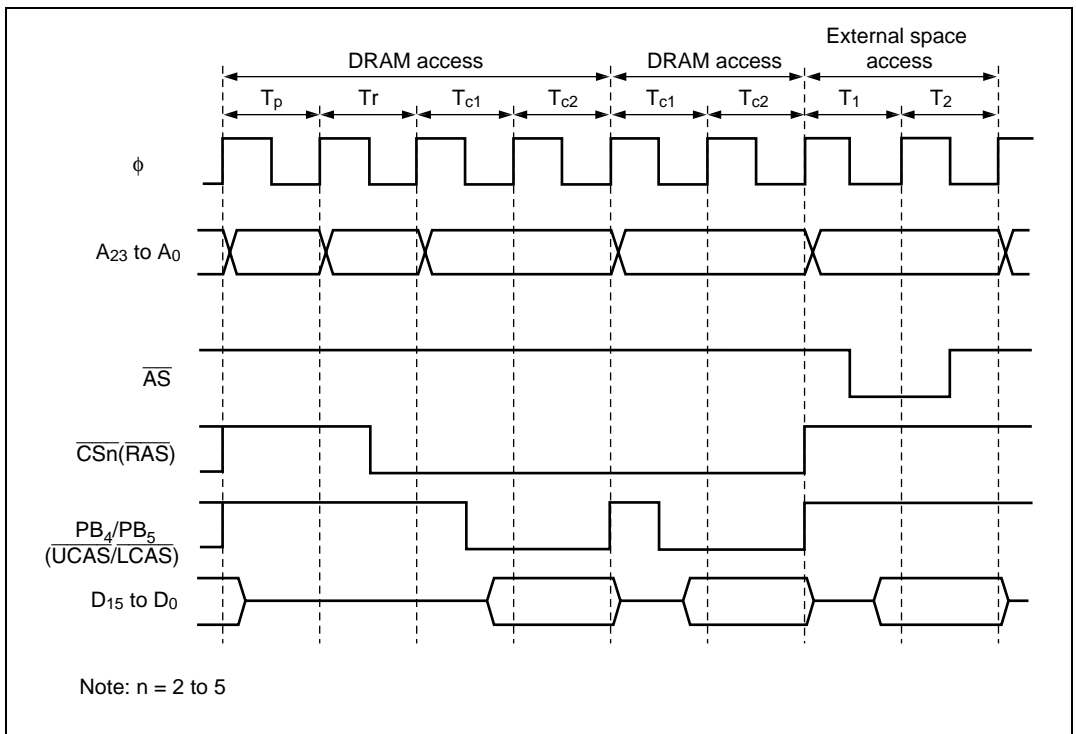 External space
DRAM access DRAM access access
Tp Tr Tc1 Tc2 Tc1 Tc2 T1 T2
φ
A23 to A0
AS
CSn(RAS)
PB4/PB5
(UCAS/LCAS)
D15 to D0
Note: n = 2 to 5